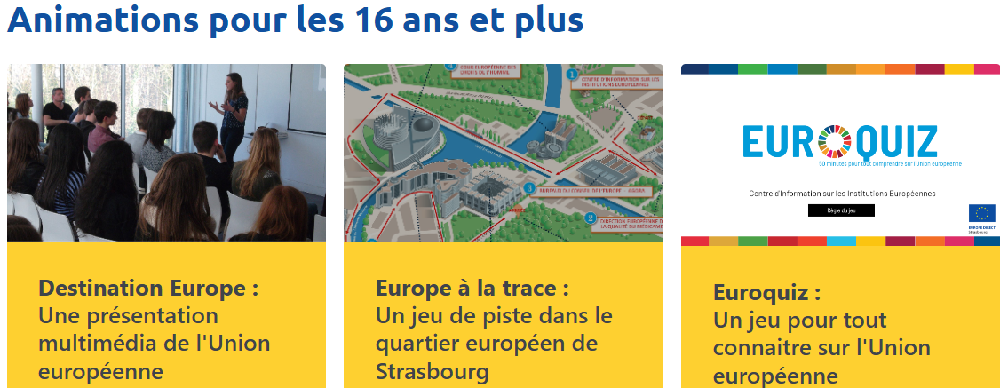 Animations pour les 16 ans et plus
COUR EUROPÉENNE DES
DROITS DE L'HOMME
1
CENTRE D'INFORMATION SUR LES
INSTITUTIONS EUROPÉENNES
3
BUREAU DU CONSEIL DE L'EUROPE - AGORA
2
DIRECTION EUROPÉENNE D
LA QUALITÉ DU MÉDICAME
EUROQUIZ
50 minutes pour tout comprendre sur l'Union européenne
Centre d'Information sur les Institutions Européennes
Règle du jeu
EUROPE DIRECT
Strasbourg
Destination Europe :
Une présentation
multimédia de l'Union
européenne
Europe à la trace :
Un jeu de piste dans le
quartier européen de
Strasbourg
Euroquiz :
Un jeu pour tout
connaitre sur l'Union
européenne